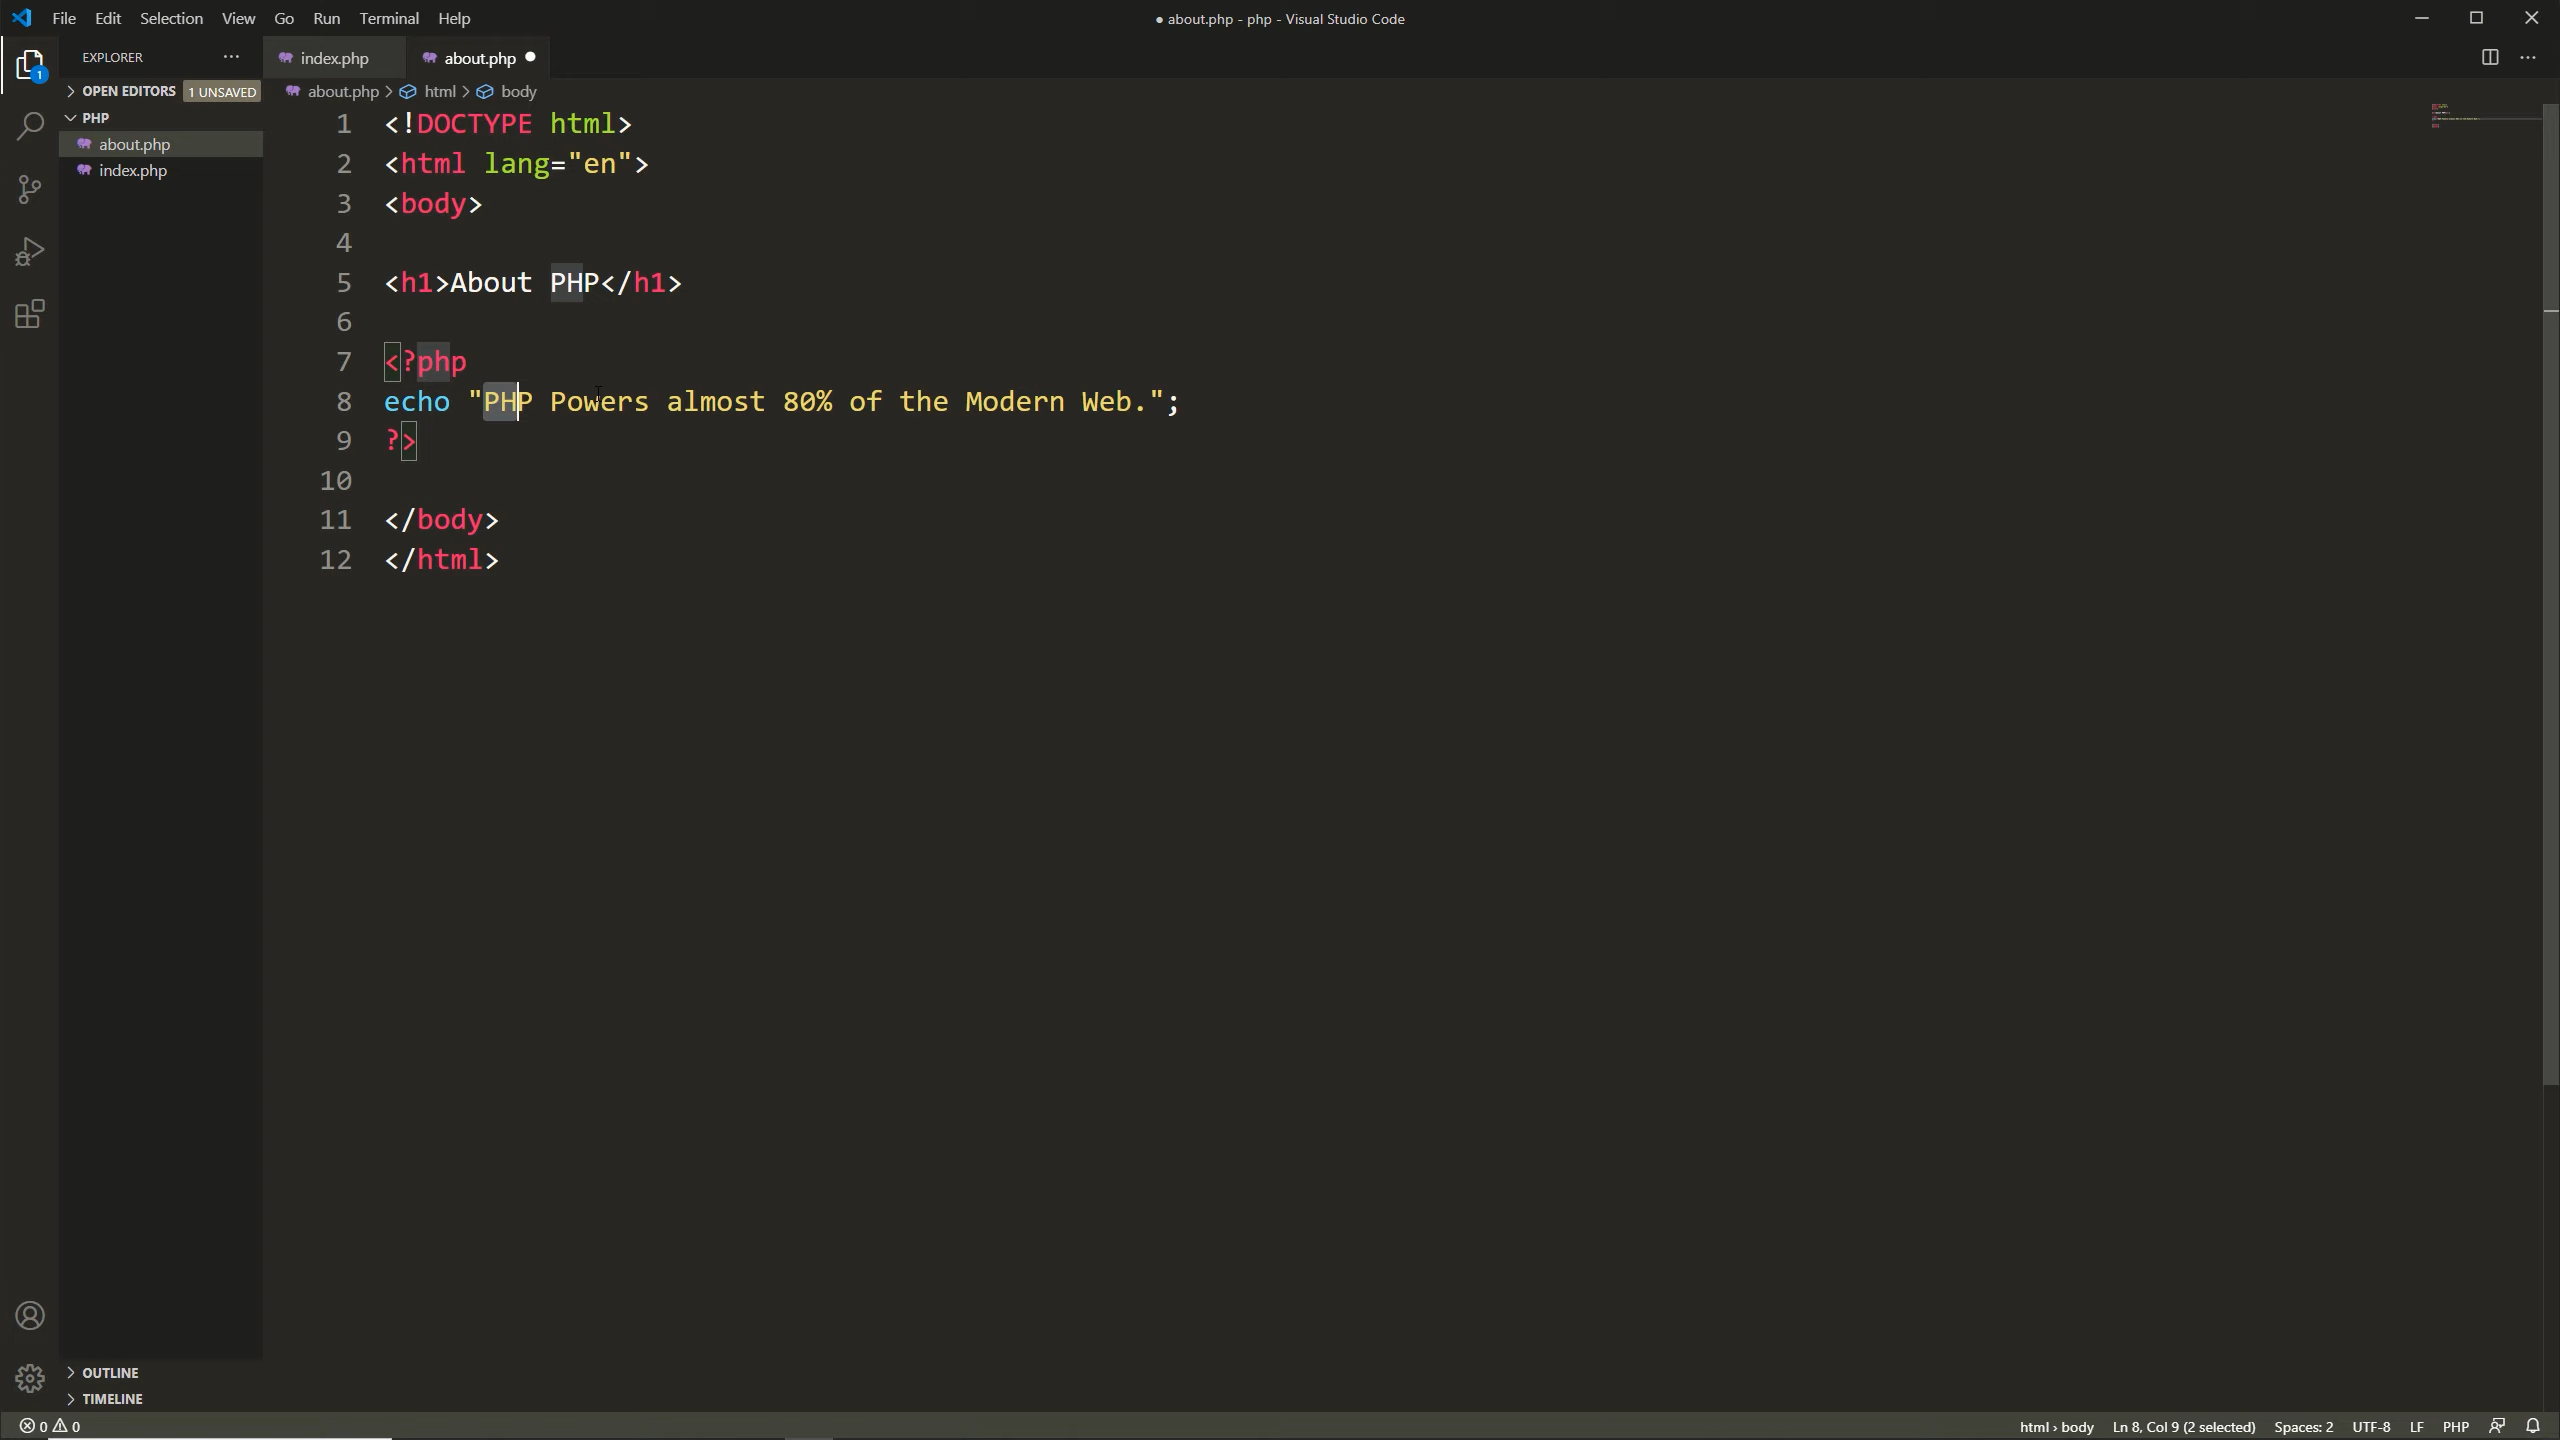 File Edit Selection View Go Run Terminal Help
● about.php - php - Visual Studio Code
EXPLORER
index.php
about.php
OPEN EDITORS 1 UNSAVED
about.php > html > body
PHP
about.php
index.php
1
1 <!DOCTYPE html>
2 <html lang="en">
3 <body>
4
5 <h1>About PHP</h1>
6
7 <?php
8 echo "PHP Powers almost 80% of the Modern Web.";
9 ?>
10
11 </body>
12 </html>
OUTLINE
TIMELINE
0 0
html › body Ln 8, Col 9 (2 selected) Spaces: 2 UTF-8 LF PHP